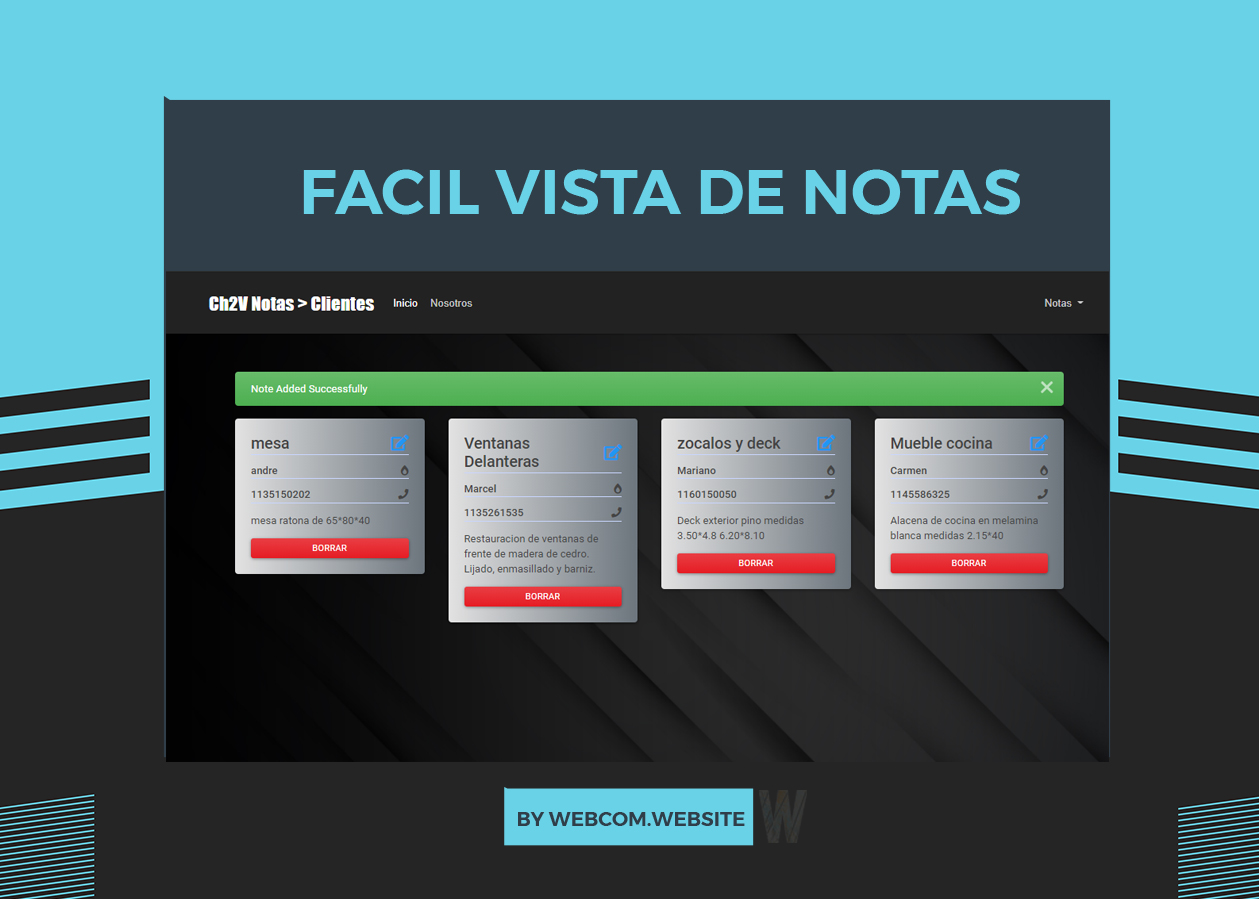 FACIL VISTA DE NOTAS
Ch2V Notas > Clientes Inicio Nosotros Notas
Note Added Successfully
mesa
andre
1135150202
mesa ratona de 65*80*40
BORRAR
Ventanas
Delanteras
Marcel
1135261535
Restauracion de ventanas de
frente de madera de cedro.
Lijado, enmasillado y barniz.
BORRAR
zocalos y deck
Mariano
1160150050
Deck exterior pino medidas
3.50*4.8 6.20*8.10
BORRAR
Mueble cocina
Carmen
1145586325
Alacena de cocina en melamina
blanca medidas 2.15*40
BORRAR
BY WEBCOM.WEBSITE
W